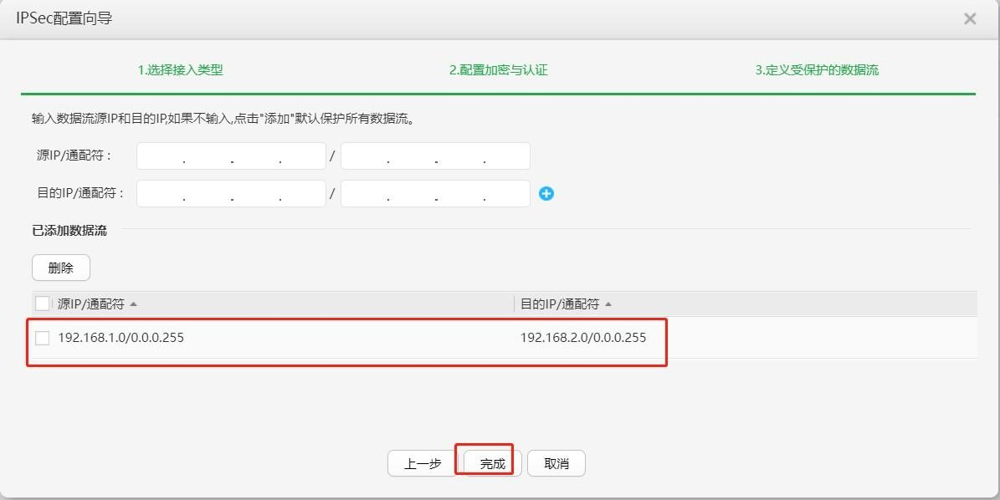 IPSec配置向导
1.选择接入类型 2.配置加密与认证 3.定义受保护的数据流
输入数据流源IP和目的IP,如果不输入,点击"添加"默认保护所有数据流。
源IP/通配符： . . . / . . .
目的IP/通配符： . . . / . . .
已添加数据流
删除
源IP/通配符 目的IP/通配符
192.168.1.0/0.0.0.255 192.168.2.0/0.0.0.255
上一步 完成 取消